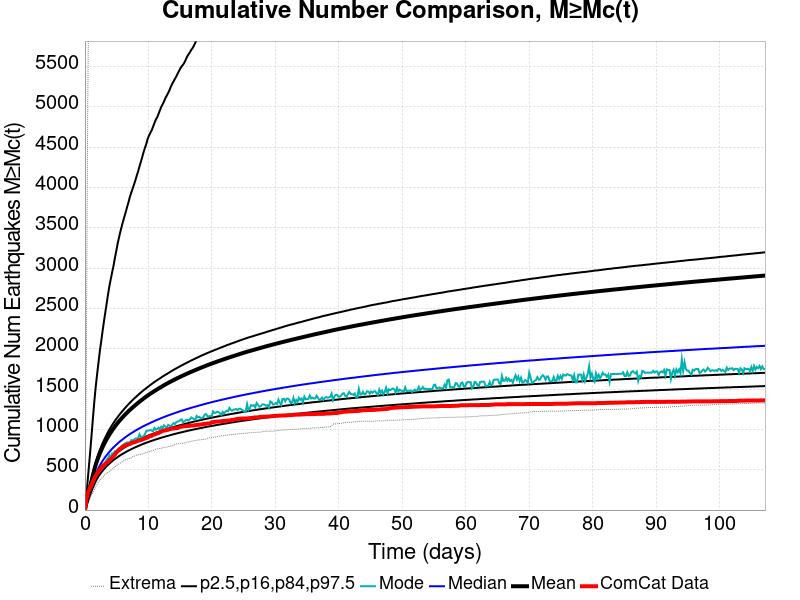 Cumulative Number Comparison, M≥Mc(t)
Cumulative Num Earthquakes M≥Mc(t)
5500
5000
4500
4000
3500
3000
2500
2000
1500
1000
500
0
0 10 20 30 40 50 60 70 80 90 100
Time (days)
Extrema p2.5,p16,p84,p97.5 Mode Median Mean ComCat Data